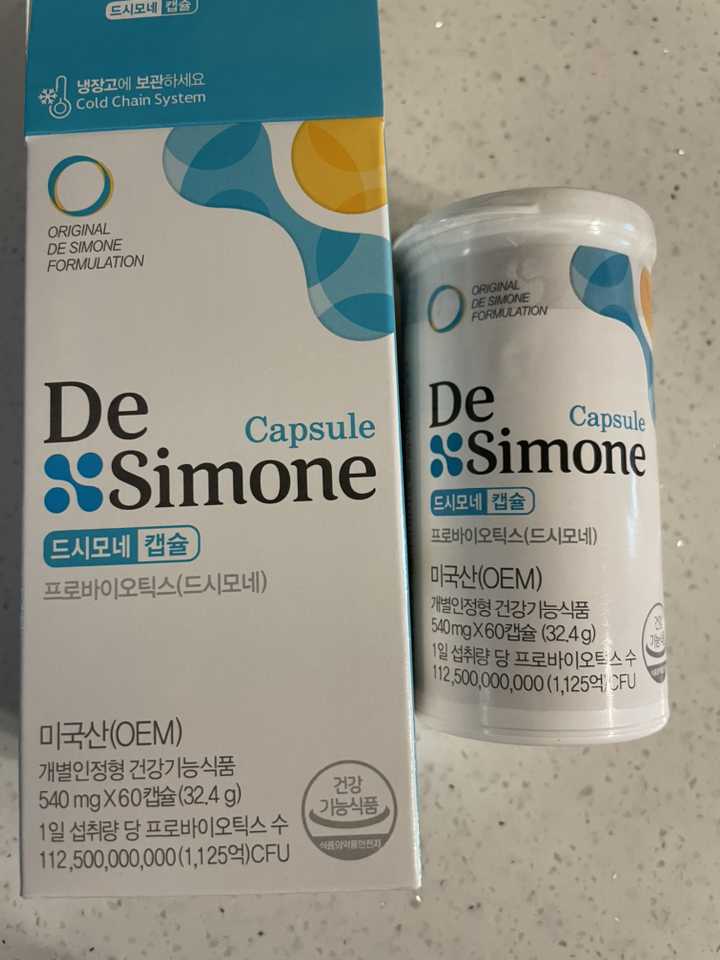 드시모네 캡슐
냉장고에 보관하세요
Cold Chain System
ORIGINAL
DE SIMONE
FORMULATION
De
Capsule
Simone
드시모네 캡슐
프로바이오틱스(드시모네)
미국산(OEM)
개별인정형 건강기능식품
540 mg X 60캡슐 (32.4 g)
1일 섭취량 당 프로바이오틱스 수
112,500,000,000 (1,125억) CFU
건강
기능식품
식품의약품안전처
ORIGINAL
DE SIMONE
FORMULATION
De
Capsule
Simone
드시모네 캡슐
프로바이오틱스(드시모네)
미국산(OEM)
개별인정형 건강기능식품
540 mg X 60캡슐 (32.4 g)
1일 섭취량 당 프로바이오틱스 수
112,500,000,000 (1,125억) CFU
건강
기능식